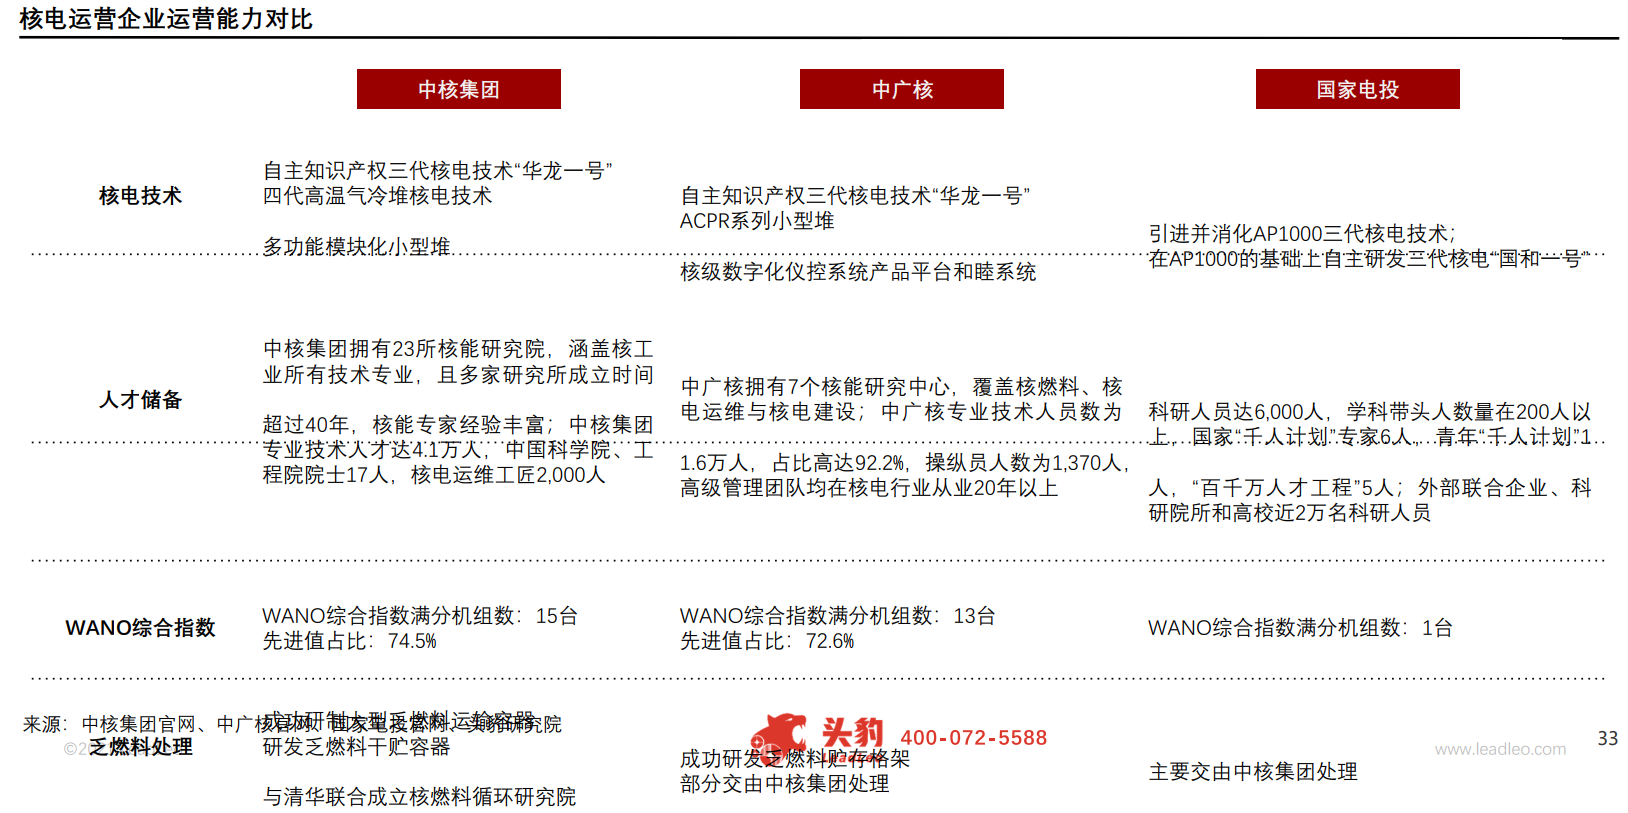 核电运营企业运营能力对比
中核集团
中广核
国家电投
核电技术
自主知识产权三代核电技术“华龙一号”
四代高温气冷堆核电技术
多功能模块化小型堆
自主知识产权三代核电技术“华龙一号”
ACPR系列小型堆
核级数字化仪控系统产品平台和睦系统
引进并消化AP1000三代核电技术；
在AP1000的基础上自主研发三代核电“国和一号”
人才储备
中核集团拥有23所核能研究院，涵盖核工
业所有技术专业，且多家研究所成立时间
超过40年，核能专家经验丰富；中核集团
专业技术人才达4.1万人，中国科学院、工
程院院士17人，核电运维工匠2,000人
中广核拥有7个核能研究中心，覆盖核燃料、核
电运维与核电建设；中广核专业技术人员数为
1.6万人，占比高达92.2%，操纵员人数为1,370人，
高级管理团队均在核电行业从业20年以上
科研人员达6,000人，学科带头人数量在200人以
上，国家“千人计划”专家6人，青年“千人计划”1
人，“百千万人才工程”5人；外部联合企业、科
研院所和高校近2万名科研人员
WANO综合指数
WANO综合指数满分机组数：15台
先进值占比：74.5%
WANO综合指数满分机组数：13台
先进值占比：72.6%
WANO综合指数满分机组数：1台
乏燃料处理
成功研制大型乏燃料运输容器
研发乏燃料干贮容器
与清华联合成立核燃料循环研究院
成功研发乏燃料贮存格架
部分交由中核集团处理
主要交由中核集团处理
来源：中核集团官网、中广核官网、国家电投官网、头豹研究院
头豹
LeadLeo
400-072-5588
www.leadleo.com
33